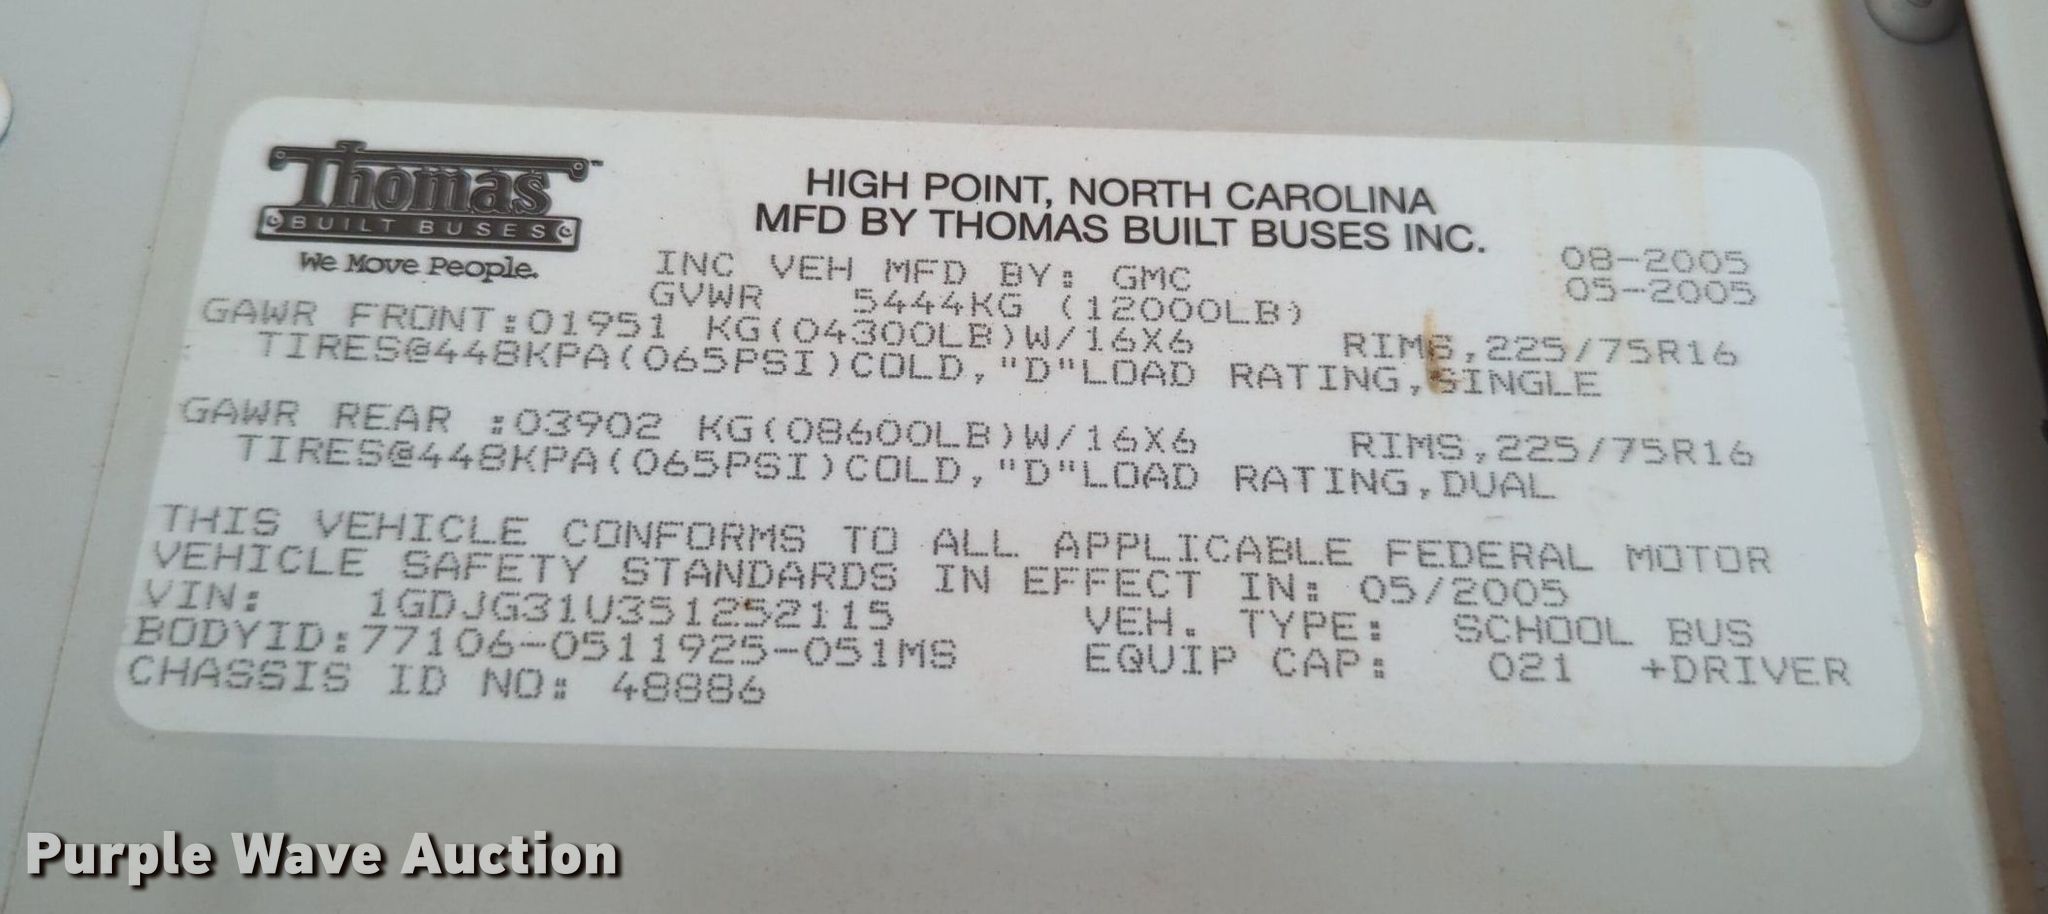 Thomas™
BUILT BUSES
We Move People.
HIGH POINT, NORTH CAROLINA
MFD BY THOMAS BUILT BUSES INC. 08-2005
INC VEH MFD BY: GMC 05-2005
GVWR 5444KG (12000LB)
GAWR FRONT:01951 KG(04300LB)W/16X6 RIMS,225/75R16
TIRES@448KPA(065PSI)COLD,"D"LOAD RATING,SINGLE
GAWR REAR :03902 KG(08600LB)W/16X6 RIMS,225/75R16
TIRES@448KPA(065PSI)COLD,"D"LOAD RATING,DUAL
THIS VEHICLE CONFORMS TO ALL APPLICABLE FEDERAL MOTOR
VEHICLE SAFETY STANDARDS IN EFFECT IN: 05/2005
VIN: 1GDJG31U351252115 VEH. TYPE: SCHOOL BUS
BODYID:77106-0511925-051MS EQUIP CAP: 021 +DRIVER
CHASSIS ID NO: 48886
Purple Wave Auction